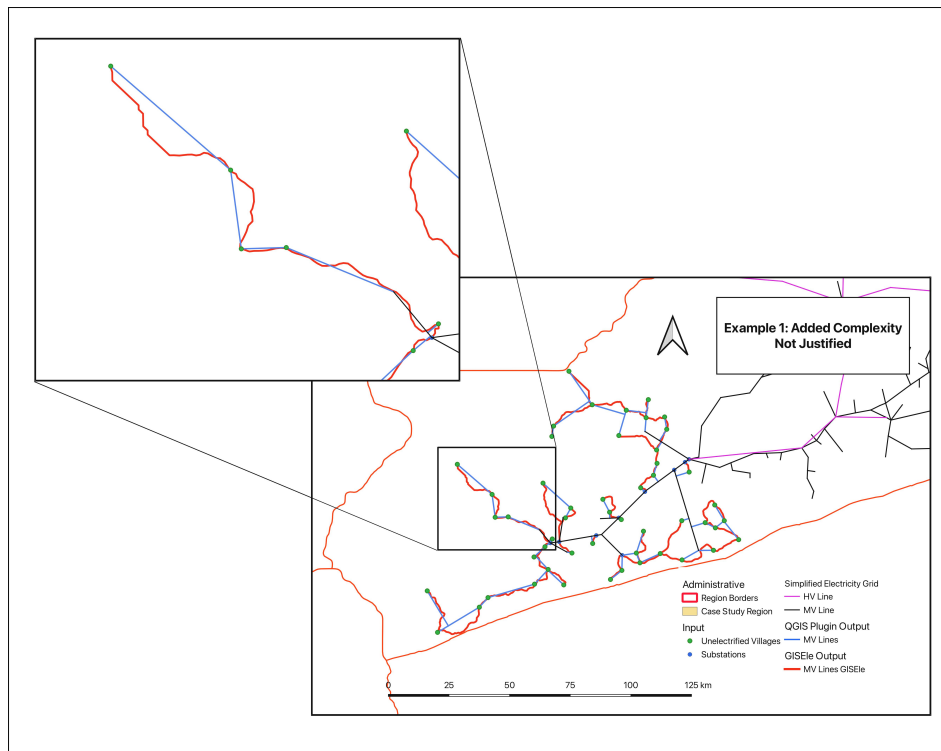 Example 1: Added Complexity
Not Justified
Administrative
Region Borders
Case Study Region
Input
Unelectrified Villages
Substations
Simplified Electricity Grid
HV Line
MV Line
QGIS Plugin Output
MV Lines
GISEle Output
MV Lines GISEle
0 25 50 75 100 125 km